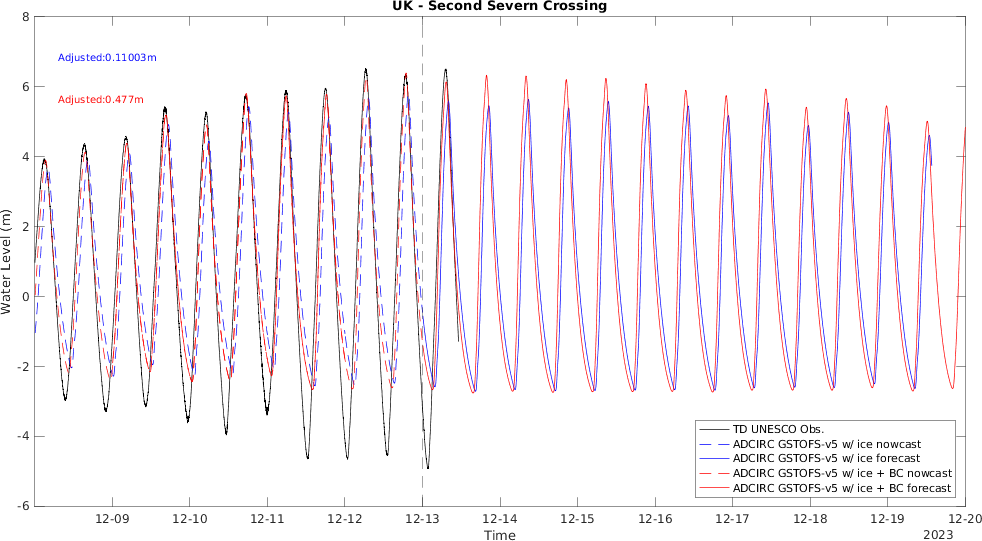 UK - Second Severn Crossing
8
6
4
2
0
-2
-4
-6
Water Level (m)
Adjusted:0.11003m
Adjusted:0.477m
TD UNESCO Obs.
ADCIRC GSTOFS-v5 w/ ice nowcast
ADCIRC GSTOFS-v5 w/ ice forecast
ADCIRC GSTOFS-v5 w/ ice + BC nowcast
ADCIRC GSTOFS-v5 w/ ice + BC forecast
12-09 12-10 12-11 12-12 12-13 12-14 12-15 12-16 12-17 12-18 12-19 12-20
Time
2023